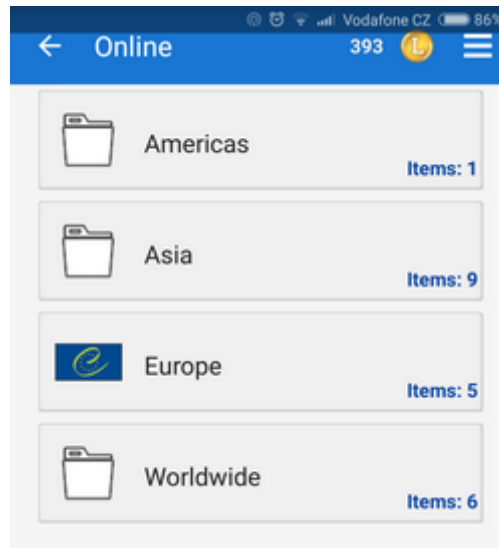 Vodafone CZ 86%
Online 393 L
Americas
Items: 1
Asia
Items: 9
Europe
Items: 5
Worldwide
Items: 6